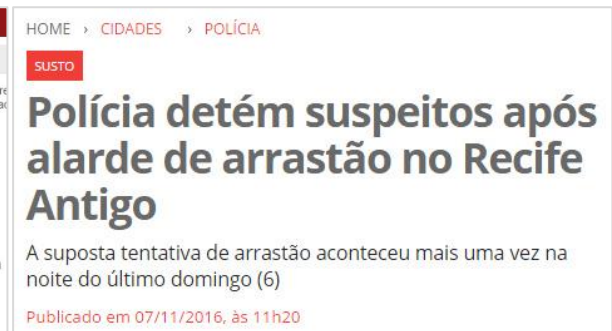 HOME › CIDADES › POLÍCIA
SUSTO
Polícia detém suspeitos após
alarde de arrastão no Recife
Antigo
A suposta tentativa de arrastão aconteceu mais uma vez na
noite do último domingo (6)
Publicado em 07/11/2016, às 11h20